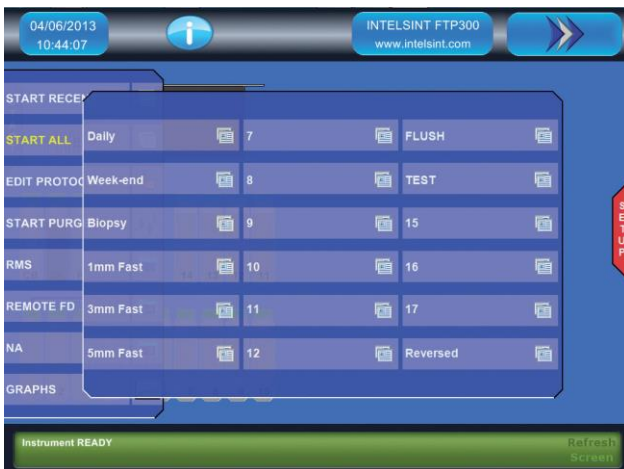 04/06/2013
10:44:07
i
INTELSINT FTP300
www.intelsint.com
START RECEN
START ALL
EDIT PROTOC
START PURG
RMS
REMOTE FD
NA
GRAPHS
Daily
7
FLUSH
Week-end
8
TEST
Biopsy
9
15
1mm Fast
10
16
3mm Fast
11
17
5mm Fast
12
Reversed
SETUP
Instrument READY
Refresh
Screen